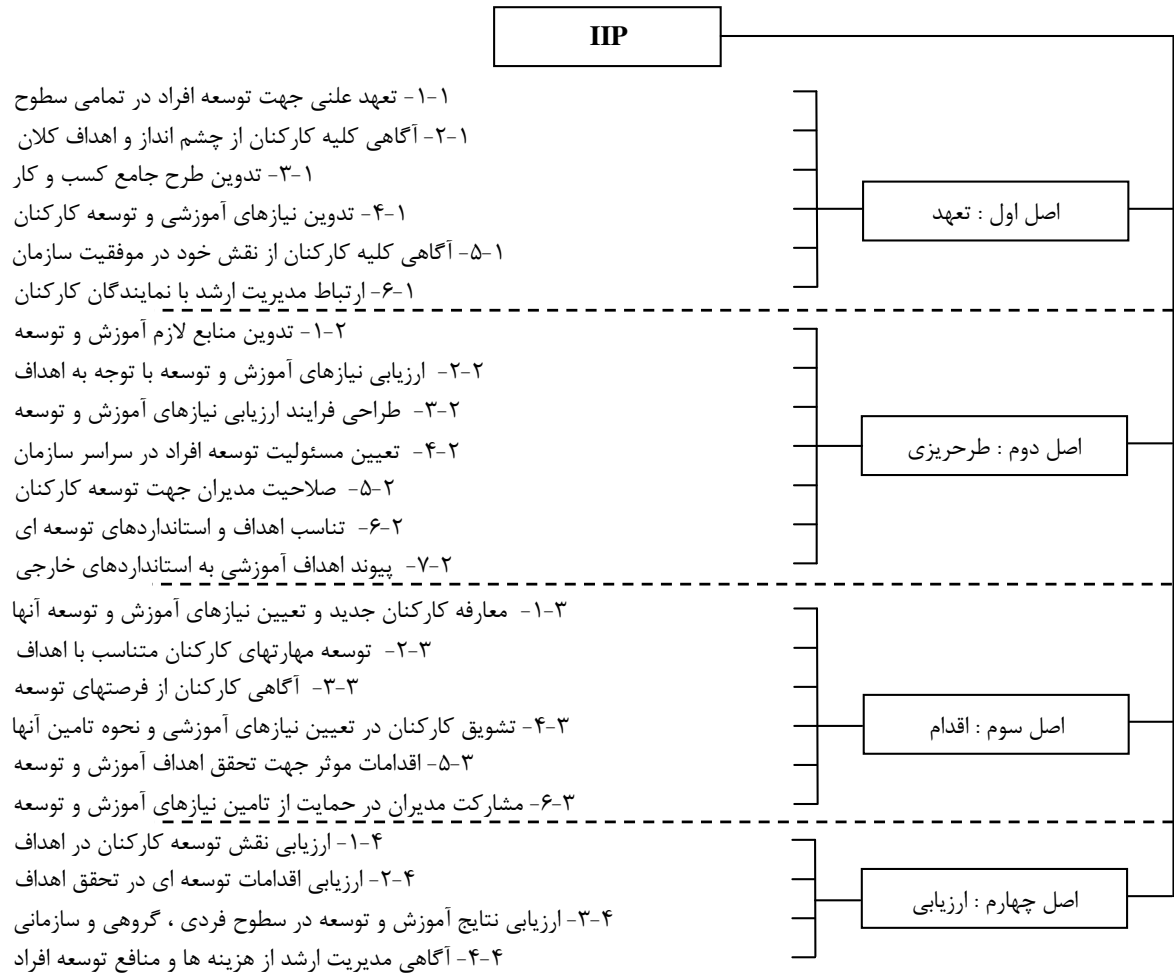 IIP
اصل اول : تعهد
۱-۱- تعهد علنی جهت توسعه افراد در تمامی سطوح
۲-۱- آگاهی کلیه کارکنان از چشم انداز و اهداف کلان
۳-۱- تدوین طرح جامع کسب و کار
۴-۱- تدوین نیازهای آموزشی و توسعه کارکنان
۵-۱- آگاهی کلیه کارکنان از نقش خود در موفقیت سازمان
۶-۱- ارتباط مدیریت ارشد با نمایندگان کارکنان
اصل دوم : طرحریزی
۱-۲- تدوین منابع لازم آموزش و توسعه
۲-۲- ارزیابی نیازهای آموزش و توسعه با توجه به اهداف
۳-۲- طراحی فرایند ارزیابی نیازهای آموزش و توسعه
۴-۲- تعیین مسئولیت توسعه افراد در سراسر سازمان
۵-۲- صلاحیت مدیران جهت توسعه کارکنان
۶-۲- تناسب اهداف و استانداردهای توسعه ای
۷-۲- پیوند اهداف آموزشی به استانداردهای خارجی
اصل سوم : اقدام
۱-۳- معارفه کارکنان جدید و تعیین نیازهای آموزش و توسعه آنها
۲-۳- توسعه مهارتهای کارکنان متناسب با اهداف
۳-۳- آگاهی کارکنان از فرصتهای توسعه
۴-۳- تشویق کارکنان در تعیین نیازهای آموزشی و نحوه تامین آنها
۵-۳- اقدامات موثر جهت تحقق اهداف آموزش و توسعه
۶-۳- مشارکت مدیران در حمایت از تامین نیازهای آموزش و توسعه
اصل چهارم : ارزیابی
۱-۴- ارزیابی نقش توسعه کارکنان در اهداف
۲-۴- ارزیابی اقدامات توسعه ای در تحقق اهداف
۳-۴- ارزیابی نتایج آموزش و توسعه در سطوح فردی ، گروهی و سازمانی
۴-۴- آگاهی مدیریت ارشد از هزینه ها و منافع توسعه افراد